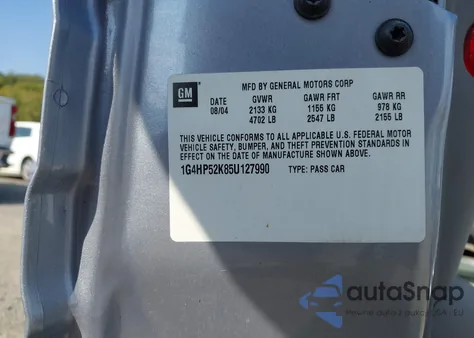 GM
MFD BY GENERAL MOTORS CORP
DATE GVWR GAWR FRT GAWR RR
08/04 2133 KG 1155 KG 978 KG
4702 LB 2547 LB 2155 LB
THIS VEHICLE CONFORMS TO ALL APPLICABLE U.S. FEDERAL MOTOR
VEHICLE SAFETY, BUMPER, AND THEFT PREVENTION STANDARDS IN
EFFECT ON THE DATE OF MANUFACTURE SHOWN ABOVE.
1G4HP52K85U127990 TYPE: PASS CAR
autoSnap